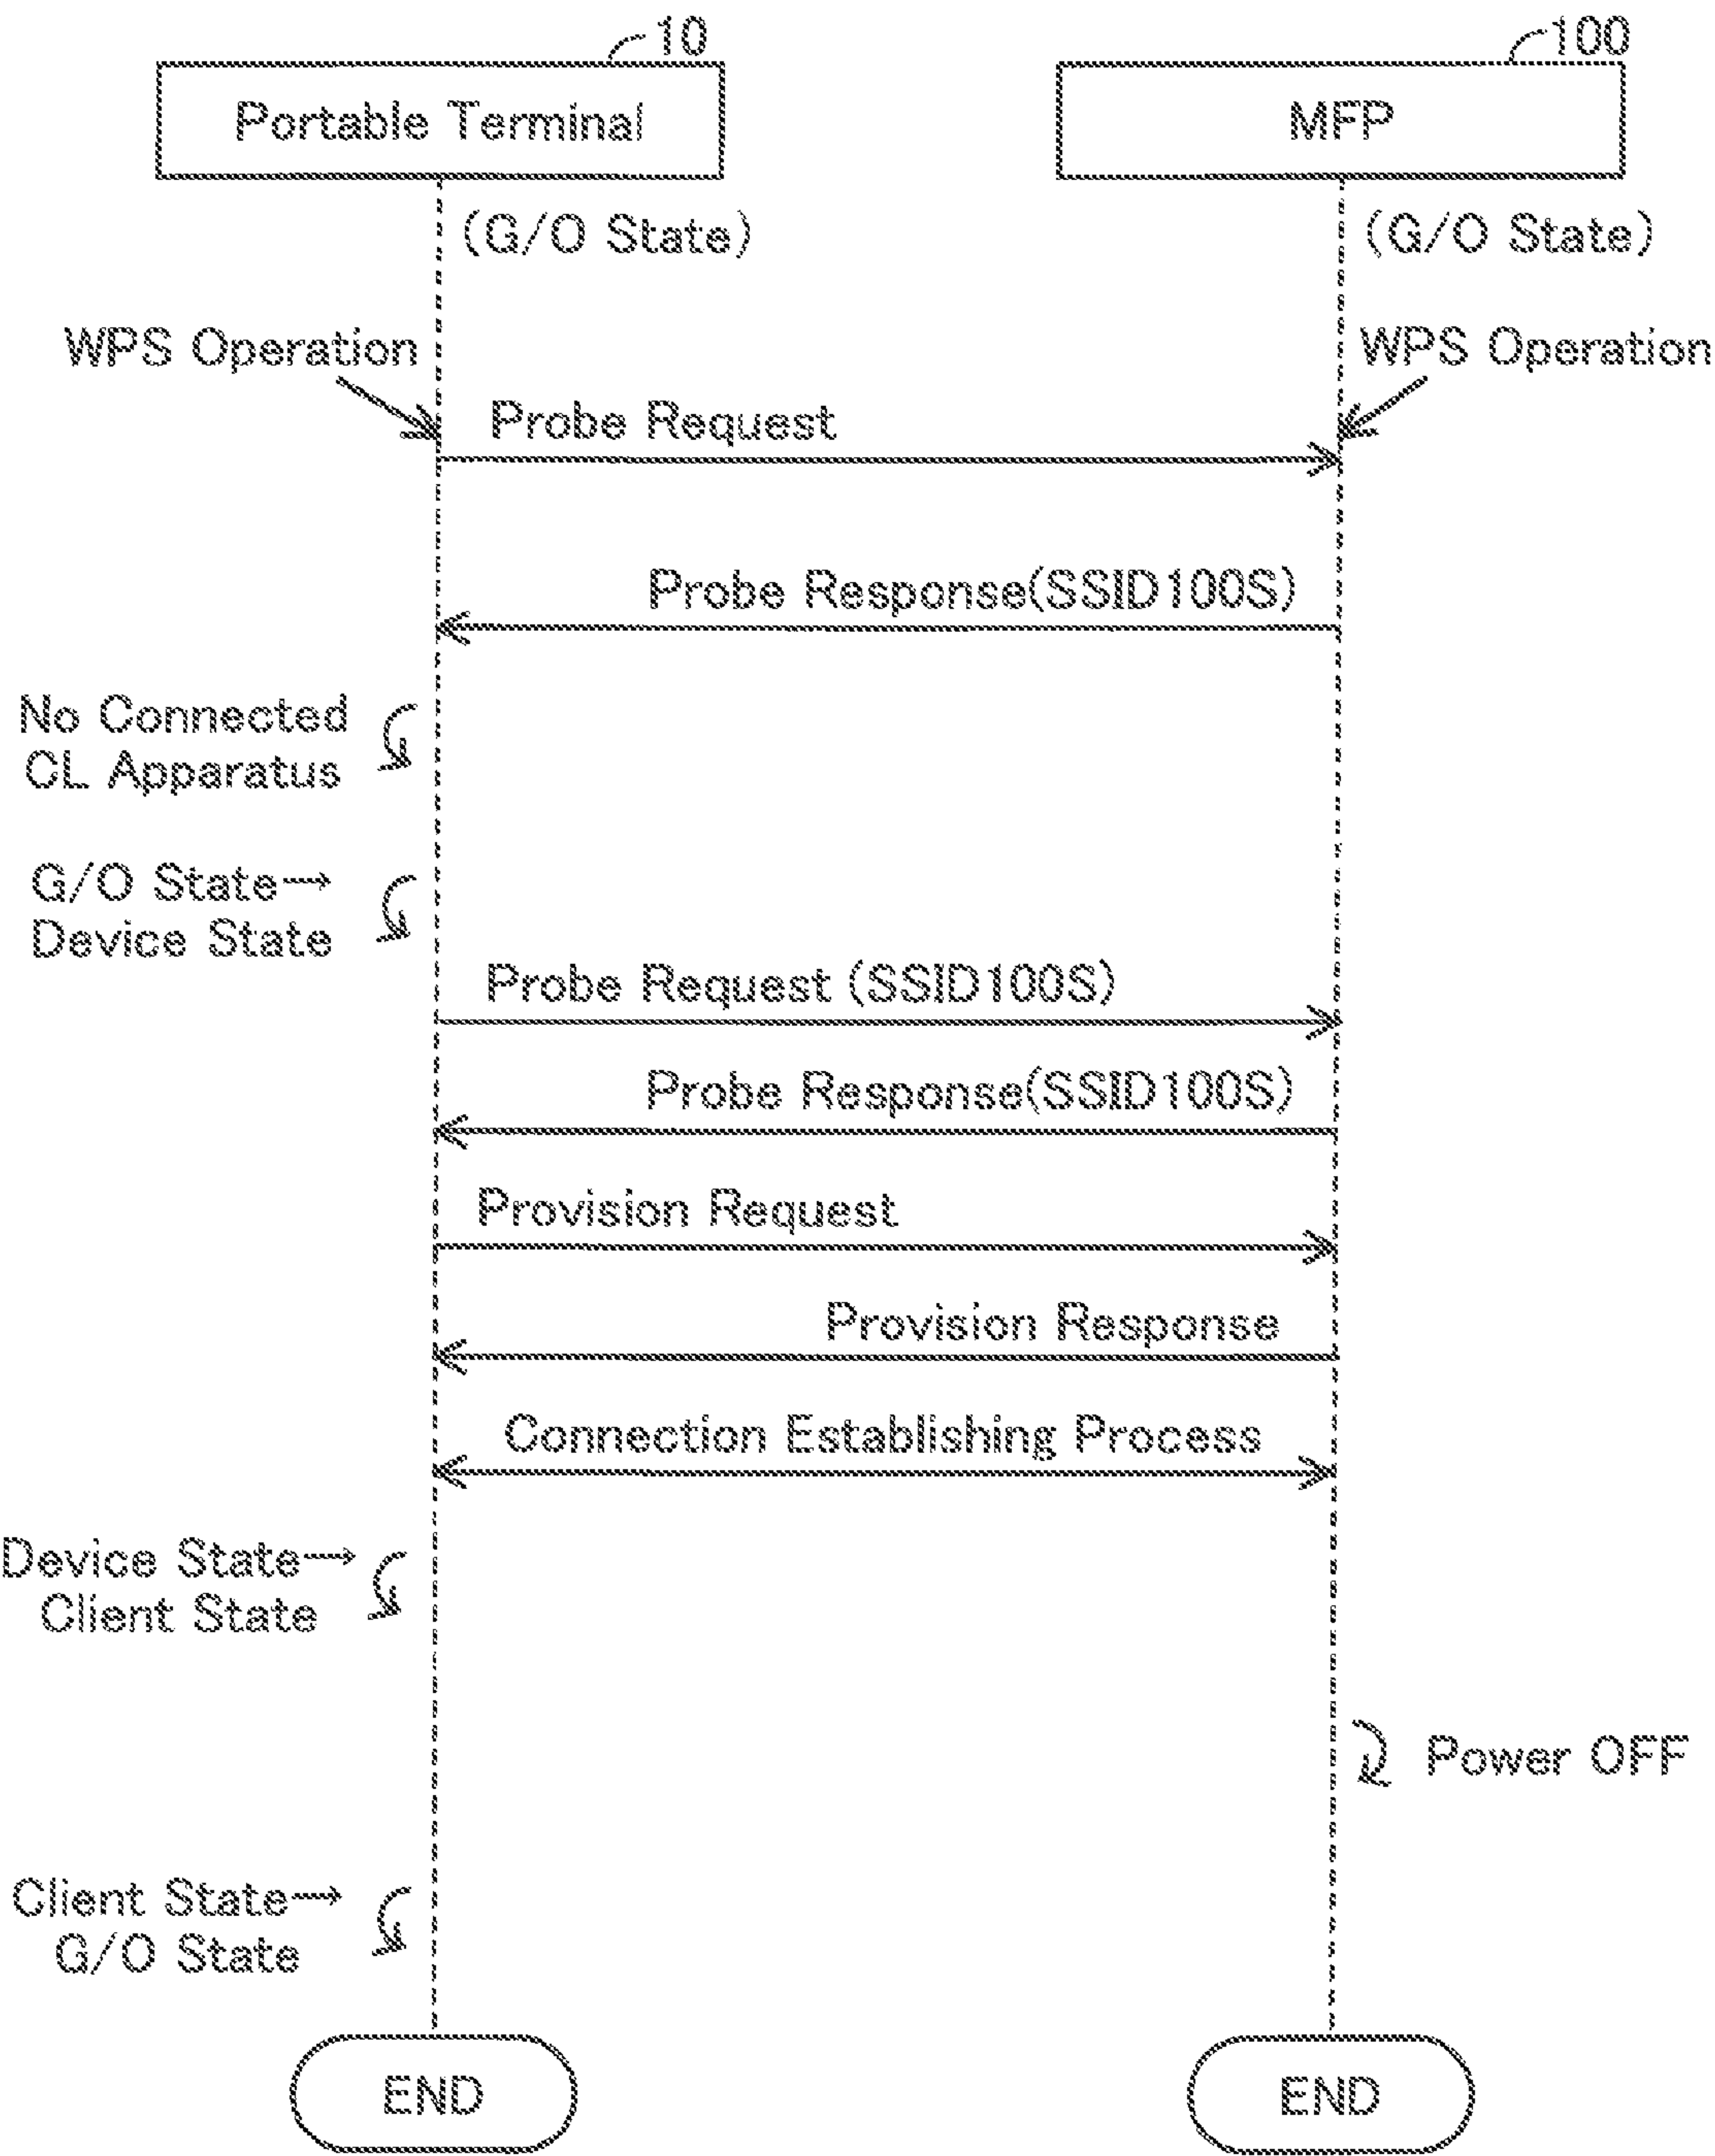 10
100
Portable Terminal
MFP
(G/O State)
(G/O State)
WPS Operation
WPS Operation
Probe Request
Probe Response(SSID100S)
No Connected
CL Apparatus
G/O State→
Device State
Probe Request (SSID100S)
Probe Response(SSID100S)
Provision Request
Provision Response
Connection Establishing Process
Device State→
Client State
Power OFF
Client State→
G/O State
END
END